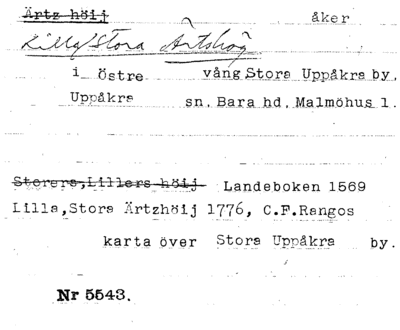 Ärtz höij åker
Lilla/Stora Ärtshög
i östre vång Stora Uppåkra by.
Uppåkra sn. Bara hd. Malmöhus l.
Storers,Lillers höij Landeboken 1569
Lilla,Stora Ärtzhöij 1776, C.F.Rangos
karta över Stora Uppåkra by.
Nr 5543.